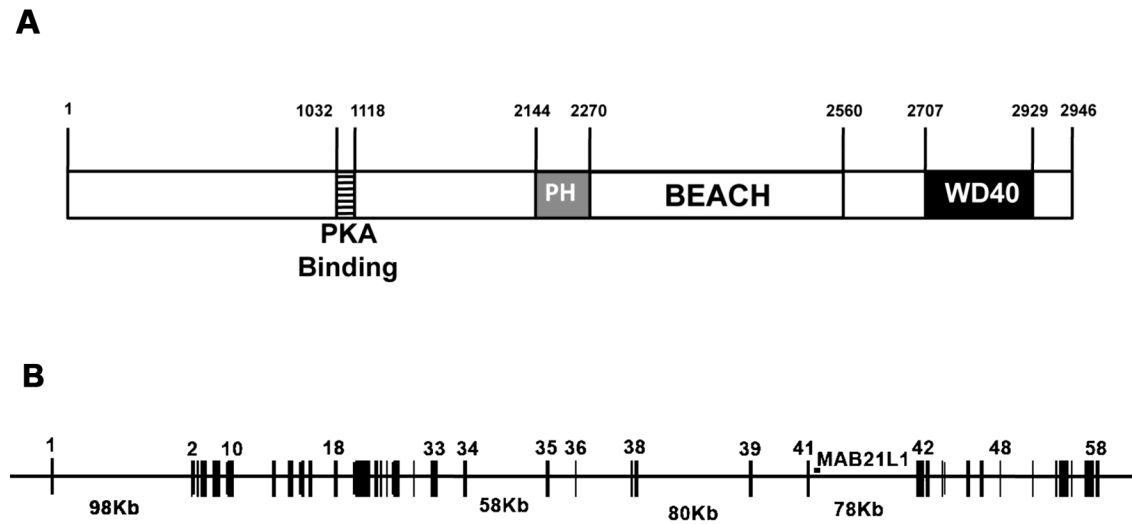 A
1 1032 1118 2144 2270 2560 2707 2929 2946
PH BEACH WD40
PKA
Binding
B
1 2 10 18 33 34 35 36 38 39 41 42 48 58
MAB21L1
98Kb 58Kb 80Kb 78Kb